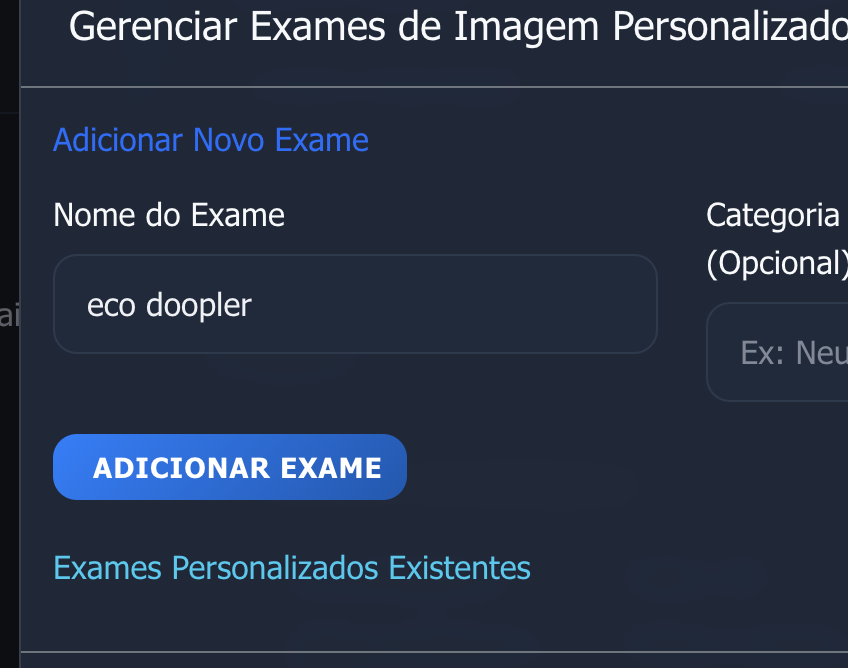 Gerenciar Exames de Imagem Personalizado
Adicionar Novo Exame
Nome do Exame
Categoria
(Opcional)
eco doopler
ai
Ex: Neu
ADICIONAR EXAME
Exames Personalizados Existentes